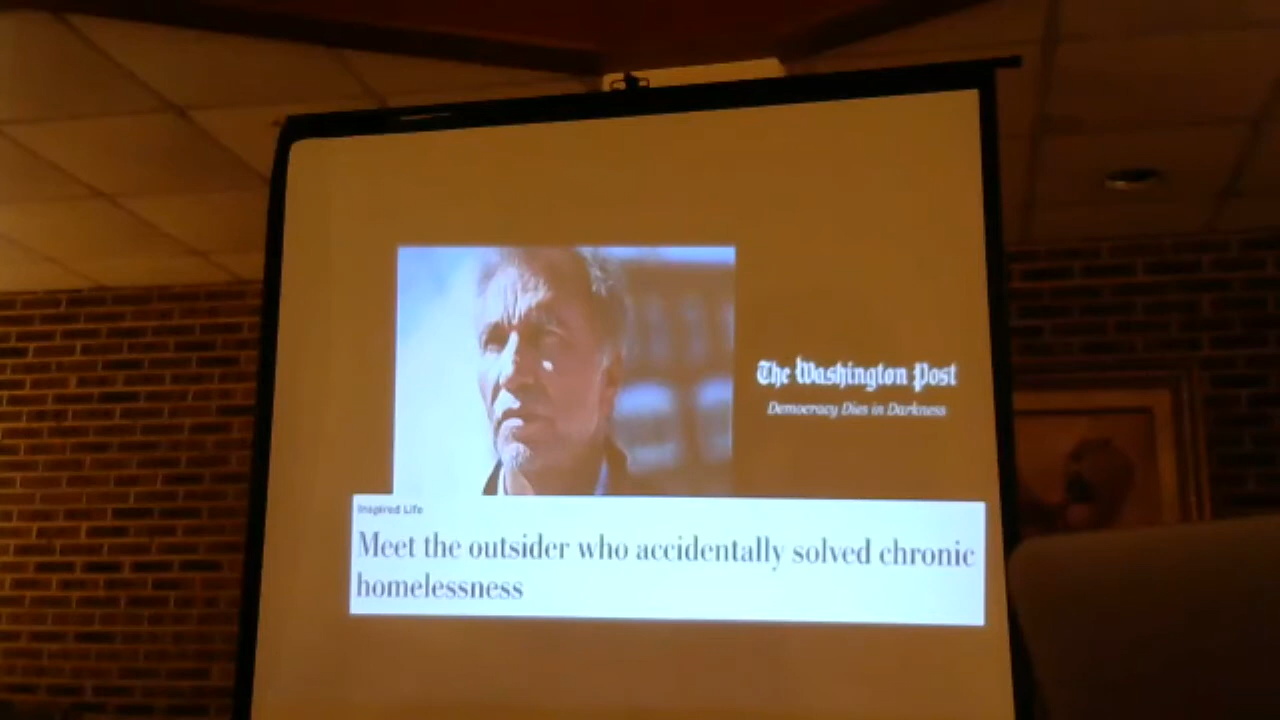 The Washington Post
Democracy Dies in Darkness
Inspired Life
Meet the outsider who accidentally solved chronic
homelessness